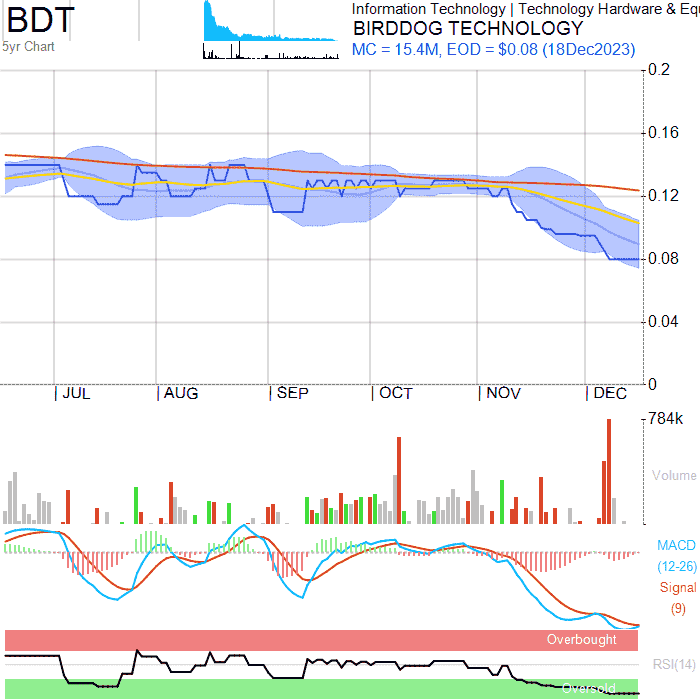 BDT
5yr Chart
Information Technology | Technology Hardware & Equ
BIRDDOG TECHNOLOGY
MC = 15.4M, EOD = $0.08 (18Dec2023)
0.2
0.16
0.12
0.08
0.04
0
JUL AUG SEP OCT NOV DEC
784k
Volume
MACD
(12-26)
Signal
(9)
Overbought
RSI(14)
Oversold